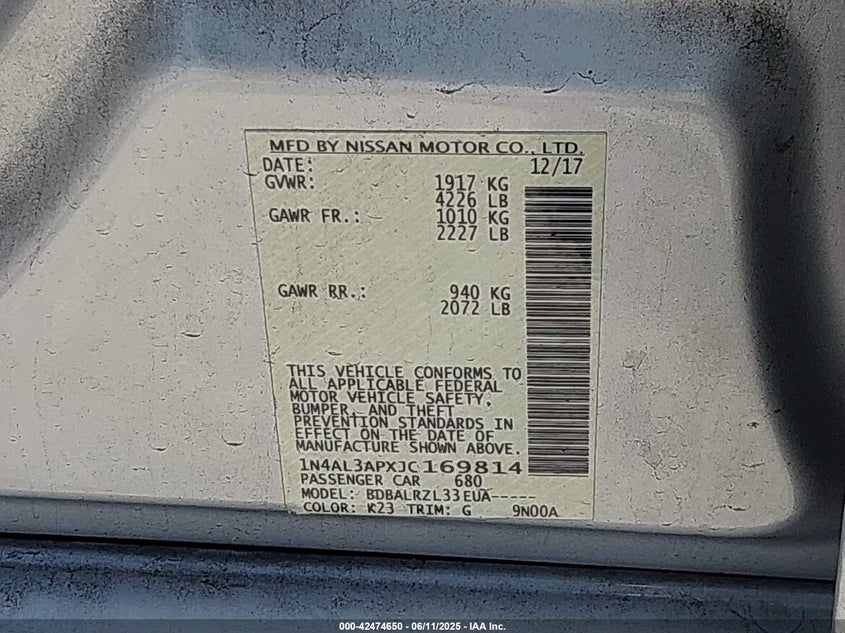 MFD BY NISSAN MOTOR CO., LTD.
DATE: 12/17
GVWR: 1917 KG
4226 LB
GAWR FR.: 1010 KG
2227 LB
GAWR RR.: 940 KG
2072 LB
THIS VEHICLE CONFORMS TO
ALL APPLICABLE FEDERAL
MOTOR VEHICLE SAFETY,
BUMPER, AND THEFT
PREVENTION STANDARDS IN
EFFECT ON THE DATE OF
MANUFACTURE SHOWN ABOVE.
1N4AL3APXJC169814
PASSENGER CAR 680
MODEL: BDBALRZL33EUA-----
COLOR: K23 TRIM: G 9N00A
000-42474650 - 06/11/2025 - IAA Inc.